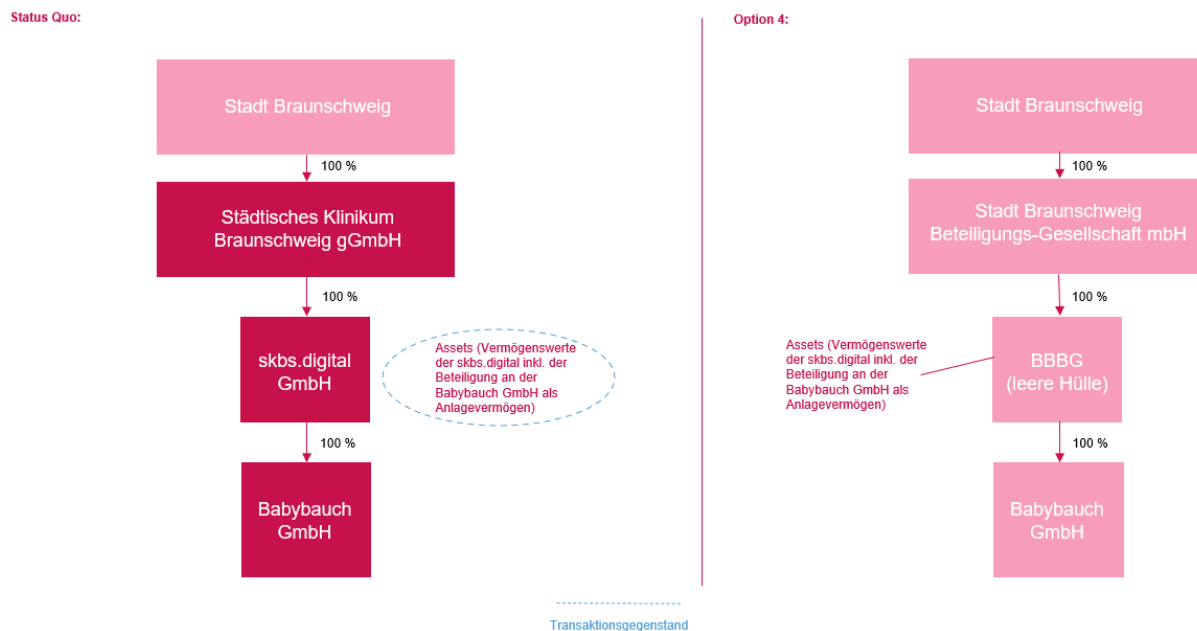 Status Quo:
Stadt Braunschweig
100 %
Städtisches Klinikum
Braunschweig gGmbH
100 %
skbs.digital
GmbH
Assets (Vermögenswerte
der skbs.digital inkl. der
Beteiligung an der
Babybauch GmbH als
Anlagevermögen)
100 %
Babybauch
GmbH
Option 4:
Stadt Braunschweig
100 %
Stadt Braunschweig
Beteiligungs-Gesellschaft mbH
100 %
Assets (Vermögenswerte
der skbs.digital inkl. der
Beteiligung an der
Babybauch GmbH als
Anlagevermögen)
BBBG
(leere Hülle)
100 %
Babybauch
GmbH
Transaktionsgegenstand